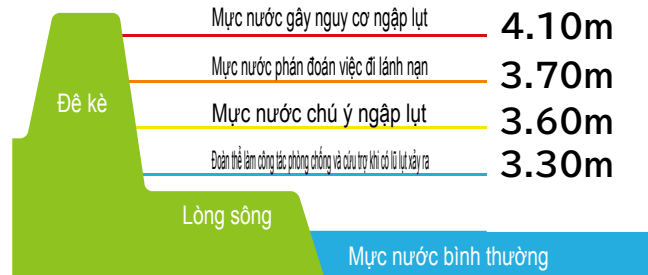 Mực nước gây nguy cơ ngập lụt 4.10m
Mực nước phán đoán việc đi lánh nạn 3.70m
Đê kè
Mực nước chú ý ngập lụt 3.60m
Đoàn thể làm công tác phòng chống và cứu trợ khi có lũ lụt xảy ra 3.30m
Lòng sông
Mực nước bình thường